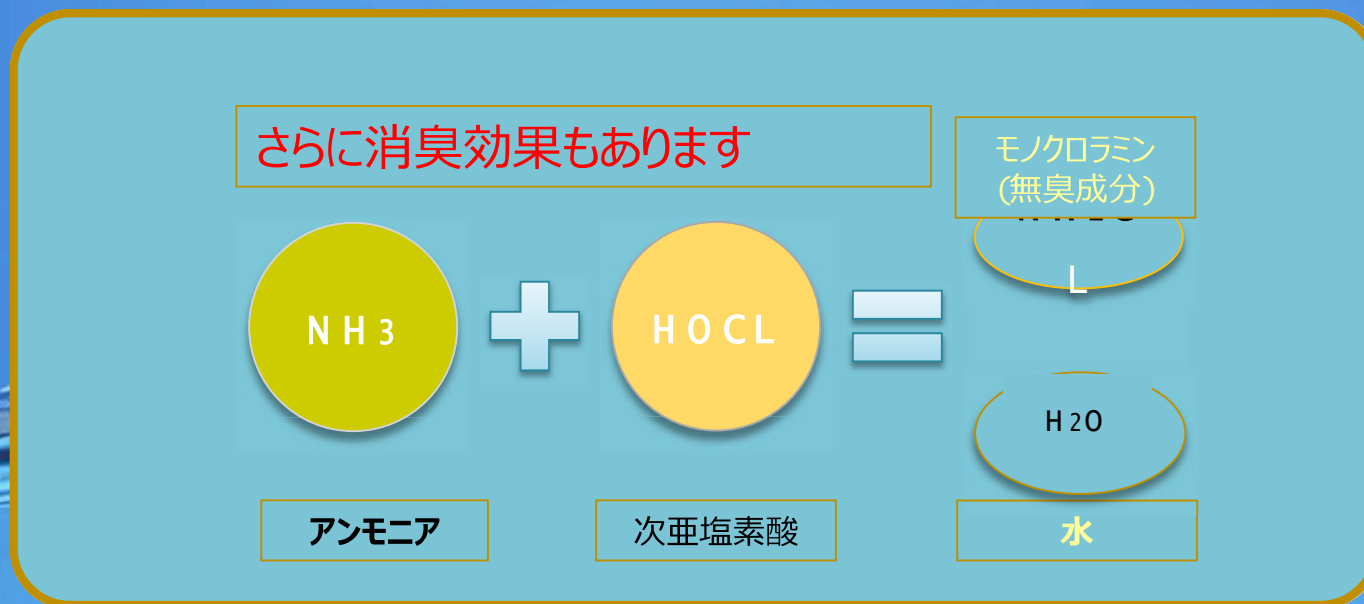 さらに消臭効果もあります
モノクロラミン
(無臭成分)
NH3
HOCL
L
H2O
アンモニア
次亜塩素酸
水